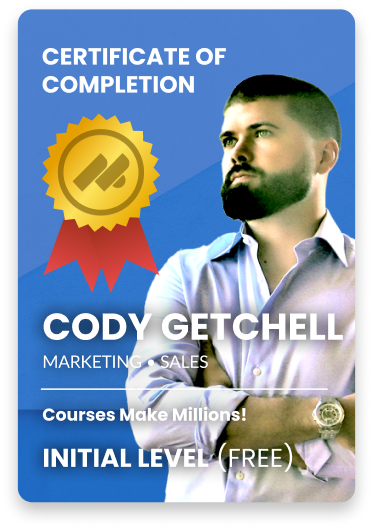 CERTIFICATE OF
COMPLETION
CODY GETCHELL
MARKETING • SALES
Courses Make Millions!
INITIAL LEVEL (FREE)